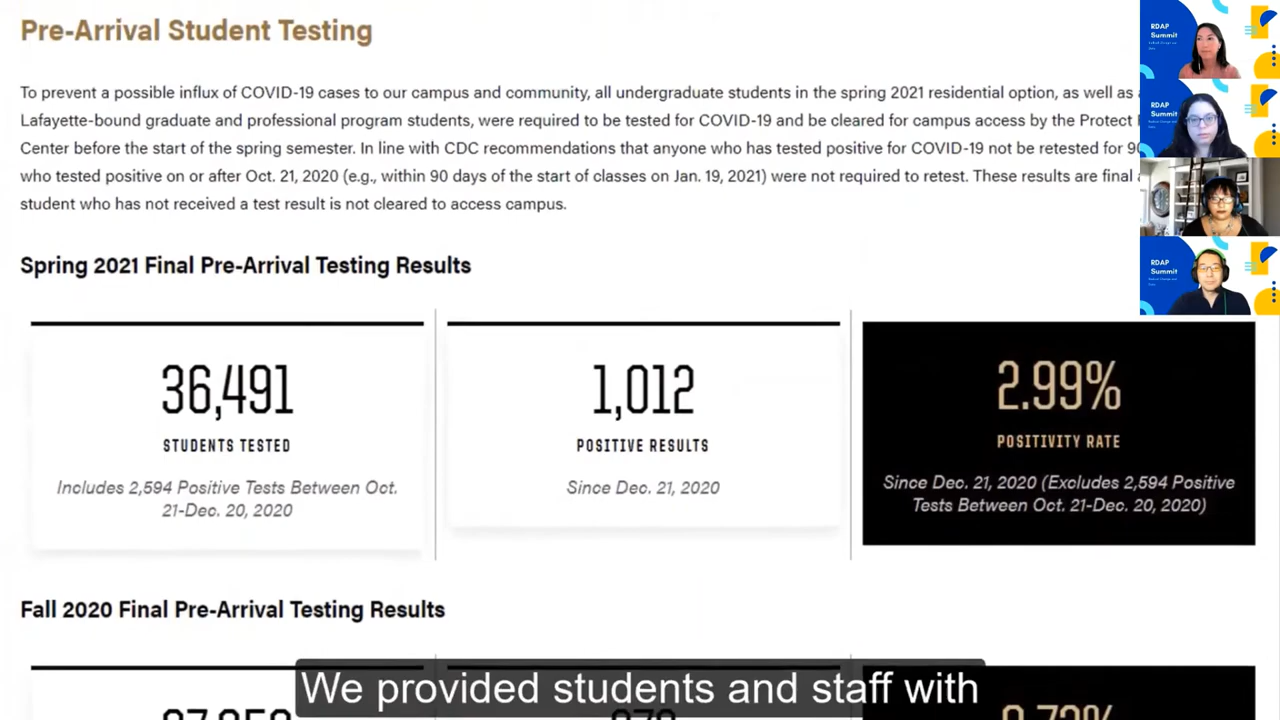 Pre-Arrival Student Testing
To prevent a possible influx of COVID-19 cases to our campus and community, all undergraduate students in the spring 2021 residential option, as well as
Lafayette-bound graduate and professional program students, were required to be tested for COVID-19 and be cleared for campus access by the Protect
Center before the start of the spring semester. In line with CDC recommendations that anyone who has tested positive for COVID-19 not be retested for
who tested positive on or after Oct. 21, 2020 (e.g., within 90 days of the start of classes on Jan. 19, 2021) were not required to retest. These results are final
student who has not received a test result is not cleared to access campus.
Spring 2021 Final Pre-Arrival Testing Results
36,491
STUDENTS TESTED
Includes 2,594 Positive Tests Between Oct.
21-Dec. 20, 2020
1,012
POSITIVE RESULTS
Since Dec. 21, 2020
2.99%
POSITIVITY RATE
Since Dec. 21, 2020 (Excludes 2,594 Positive
Tests Between Oct. 21-Dec. 20, 2020)
Fall 2020 Final Pre-Arrival Testing Results
We provided students and staff with
RDAP
Summit
RDAP
Summit
RDAP
Summit